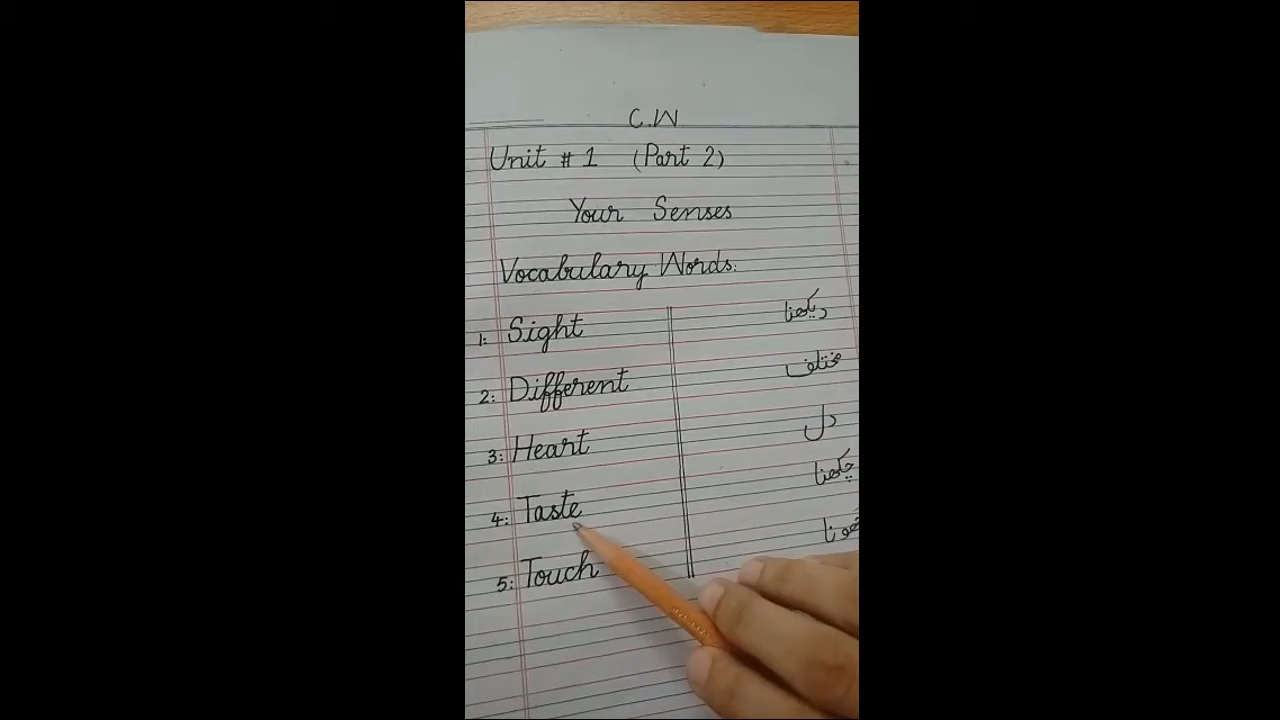 C.W
Unit # 1 (Part 2)
Your Senses
Vocabulary Words:
1: Sight دیکھنا
2: Different مختلف
3: Heart دل
4: Taste چکھنا
5: Touch